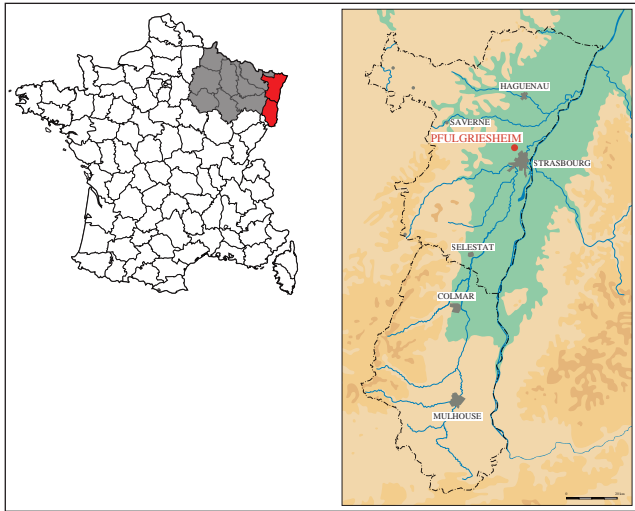 HAGUENAU
SAVERNE
PFULGRIESHEIM
STRASBOURG
SELESTAT
COLMAR
MULHOUSE